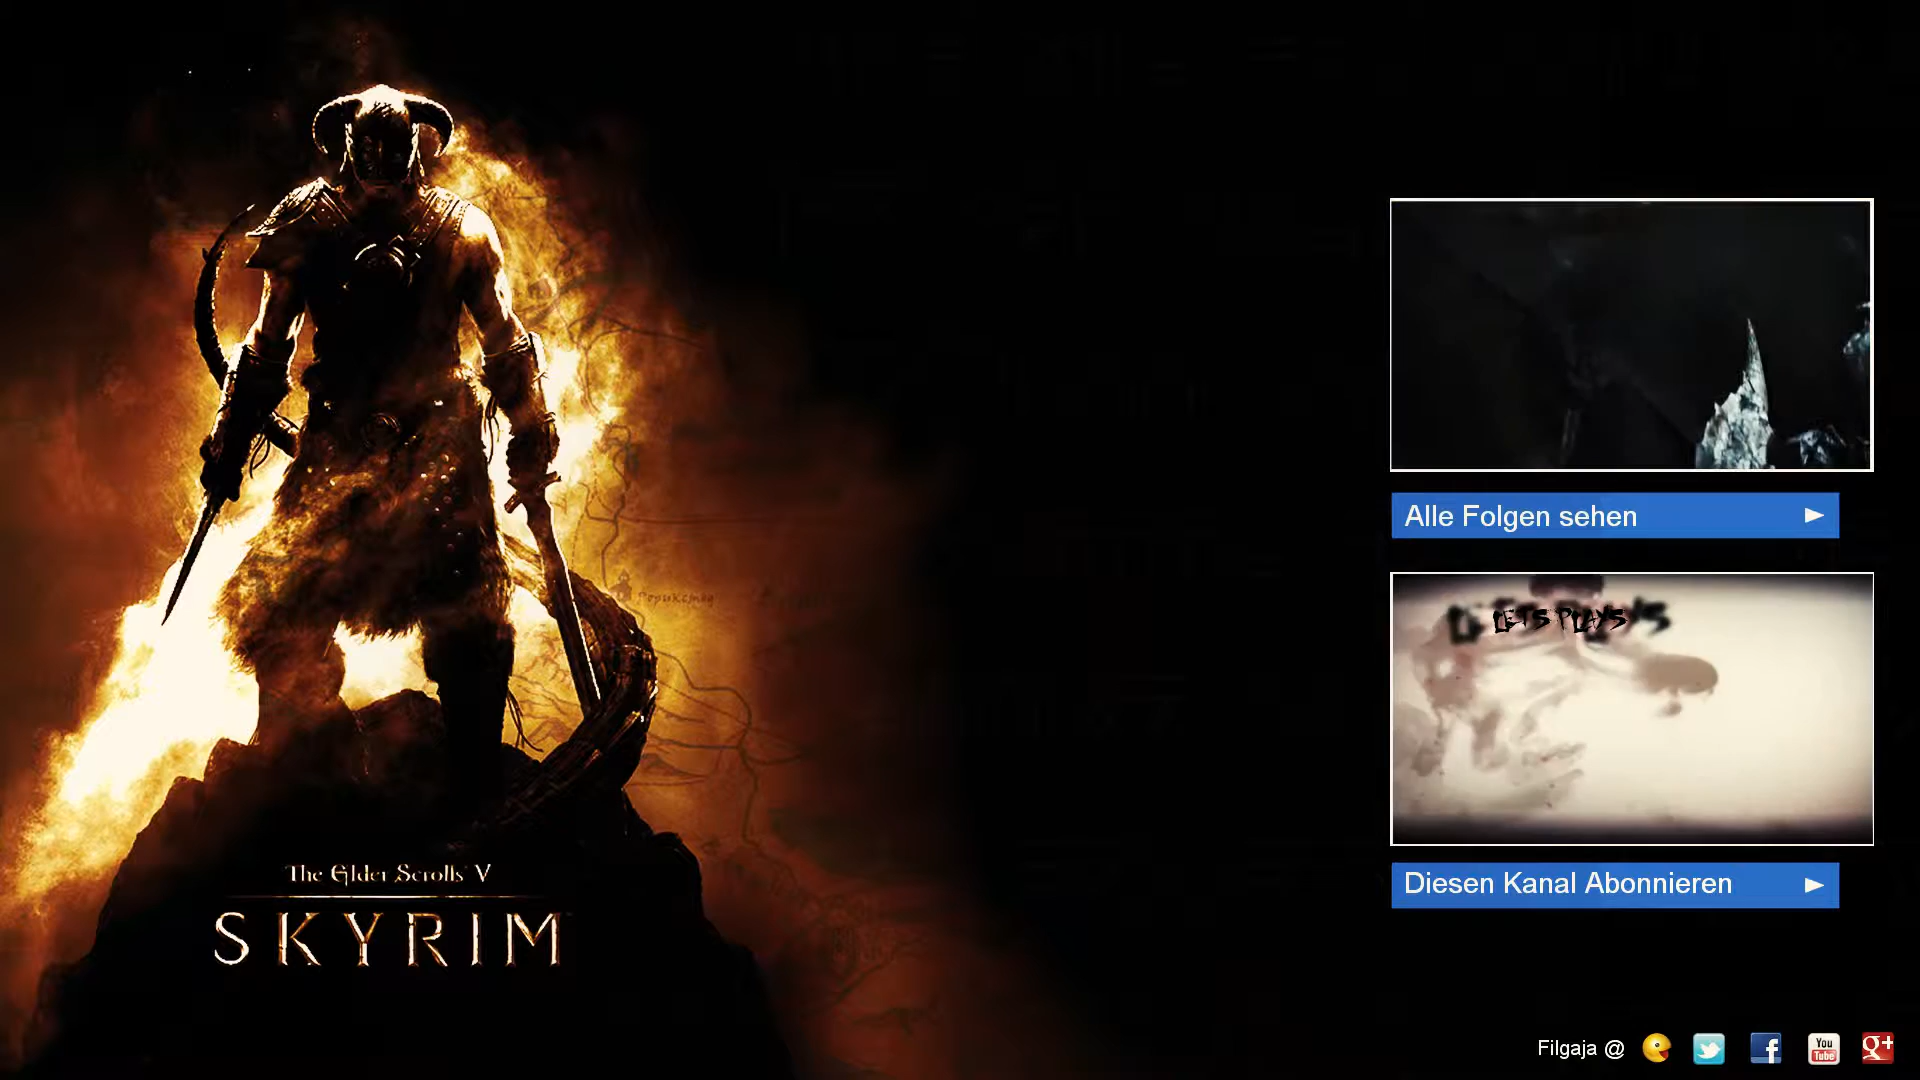 The Elder Scrolls V
SKYRIM
Alle Folgen sehen
LETS PLAYS
Diesen Kanal Abonnieren
Filgaja @
You
Tube
g+